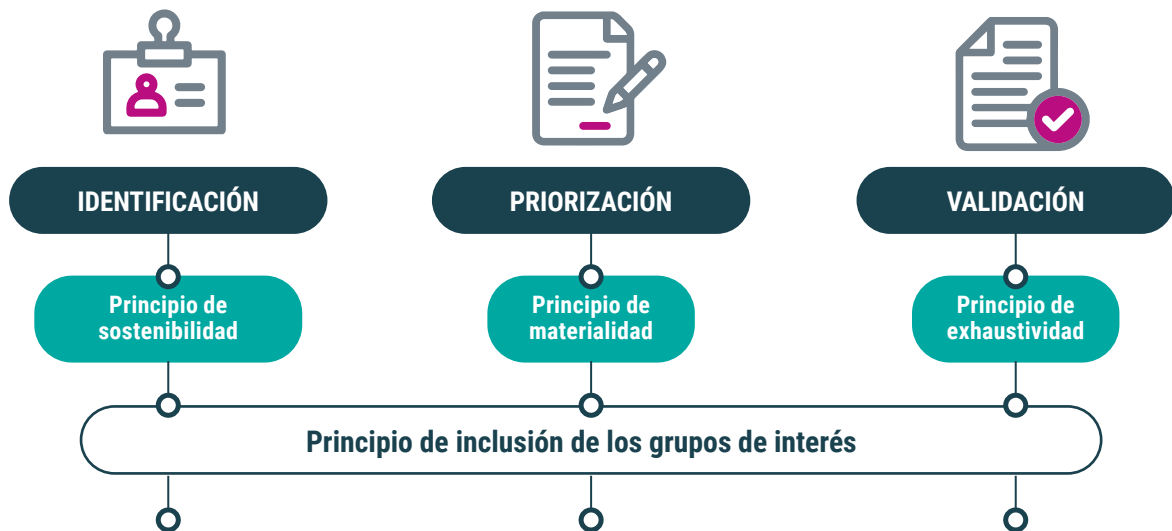 IDENTIFICACIÓN
PRIORIZACIÓN
VALIDACIÓN
Principio de
sostenibilidad
Principio de
materialidad
Principio de
exhaustividad
Principio de inclusión de los grupos de interés